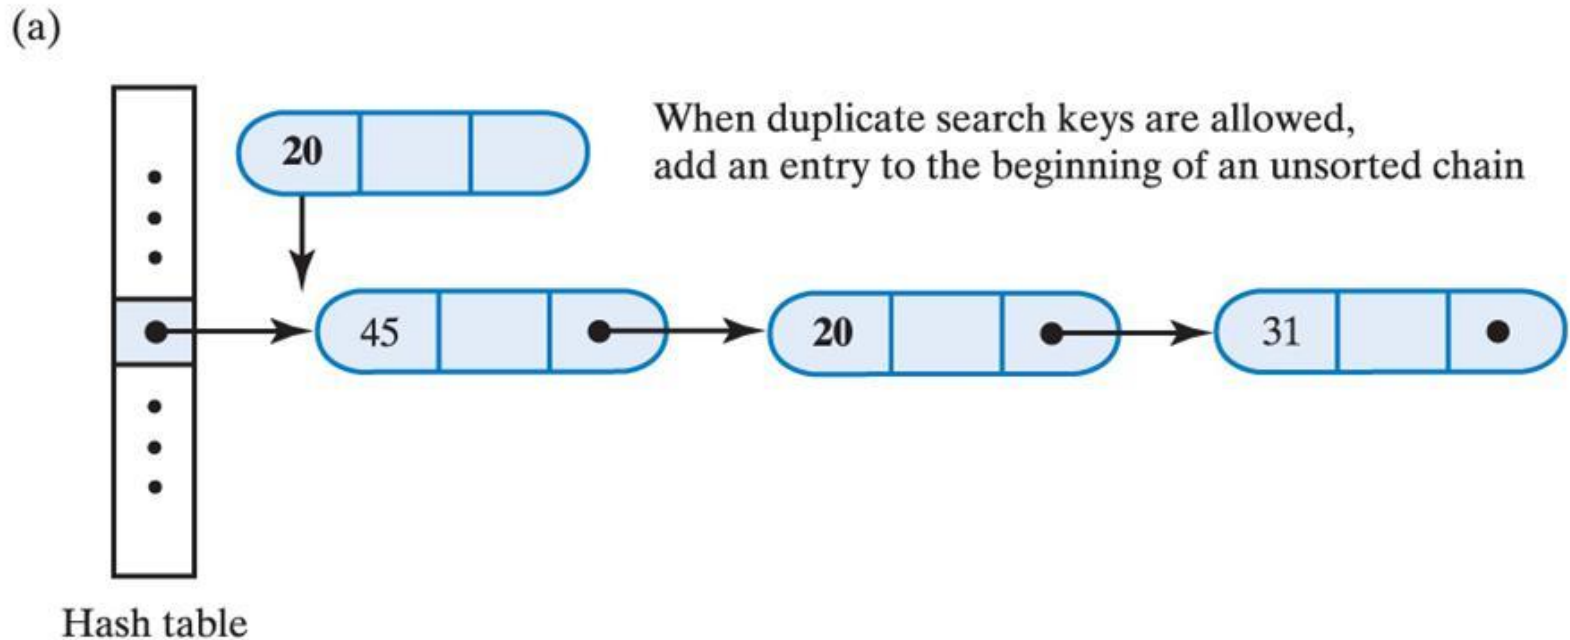 (a)
20
When duplicate search keys are allowed,
add an entry to the beginning of an unsorted chain
45
20
31
Hash table